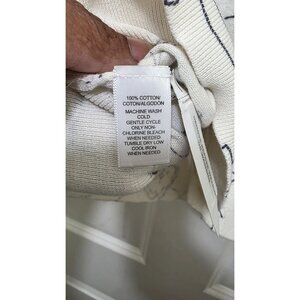 100% COTTON/
COTTON/ALGODON
MACHINE WASH
COLD
GENTLE CYCLE
ONLY NON
CHLORINE BLEACH
WHEN NEEDED
TUMBLE DRY LOW
COOL IRON
WHEN NEEDED